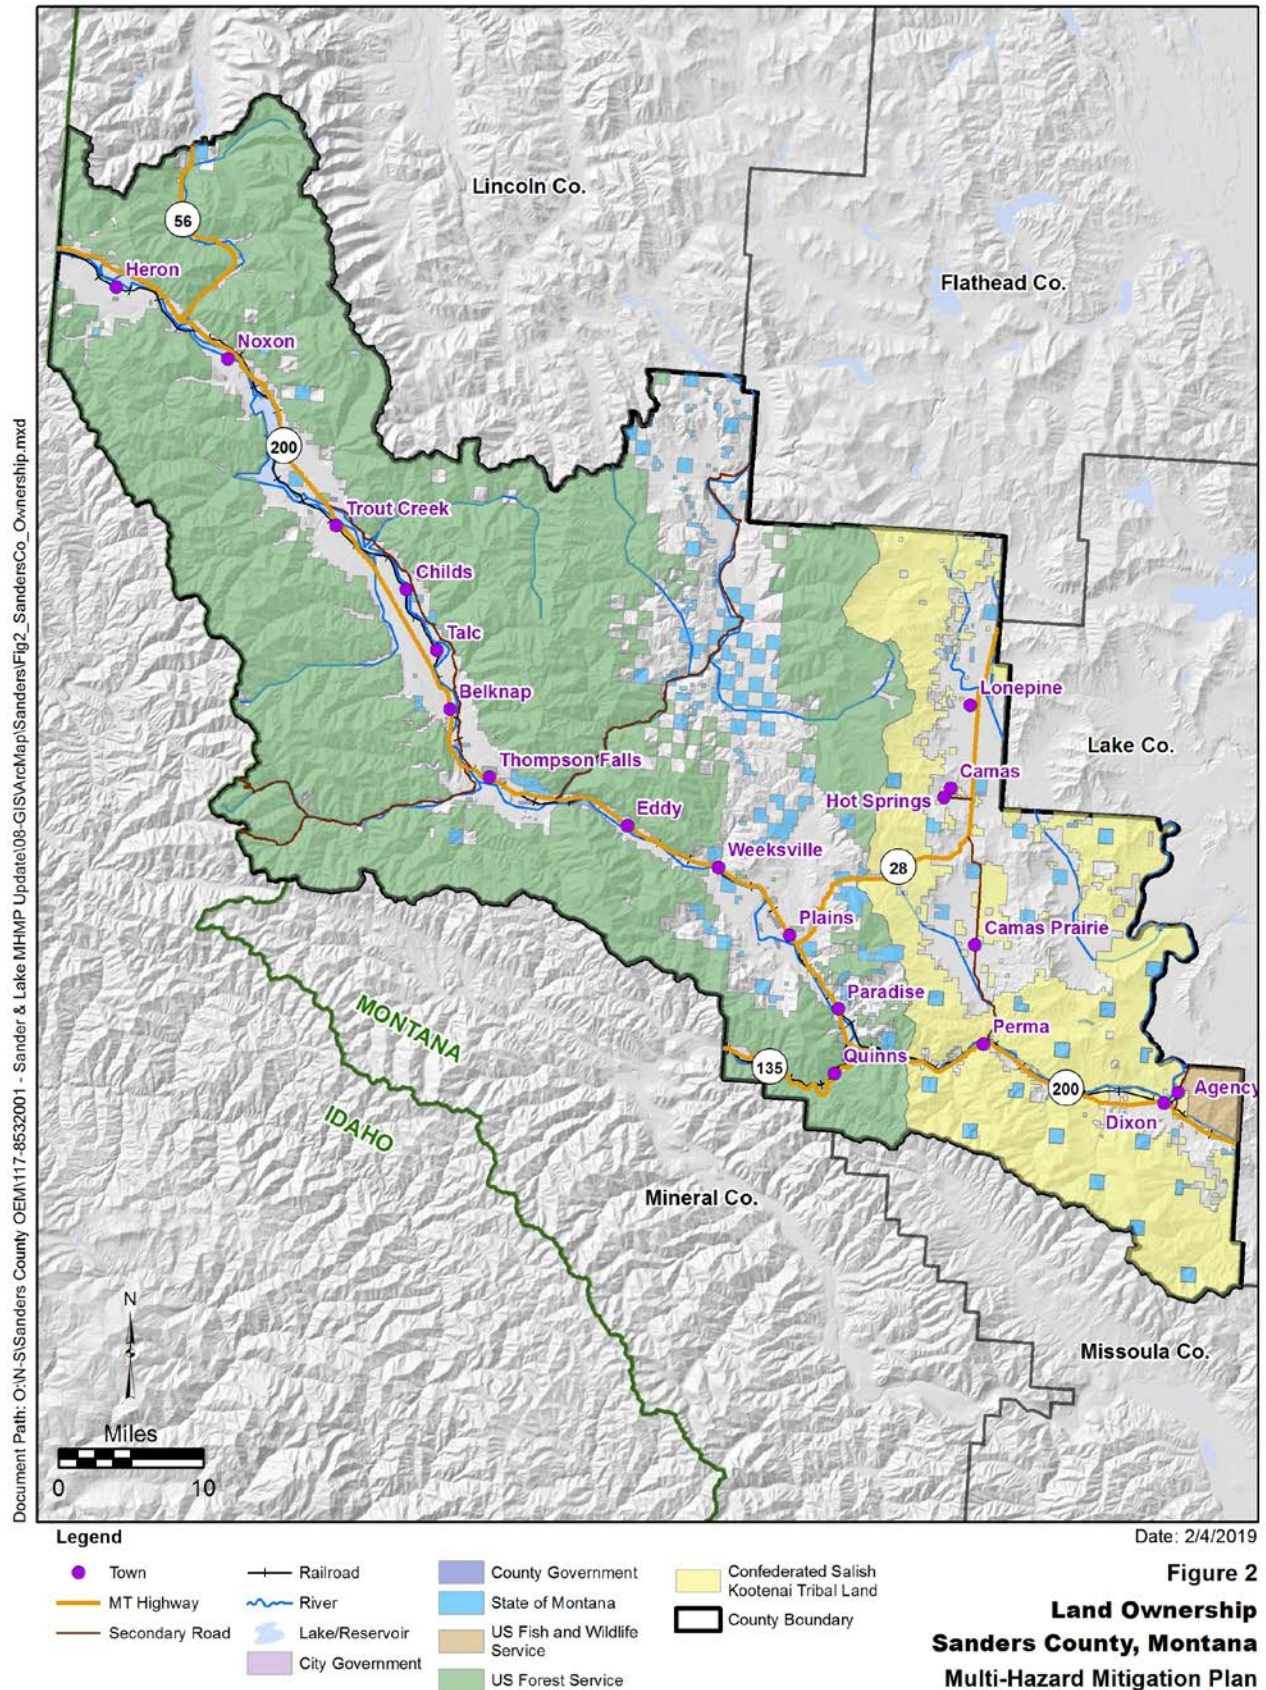 Lincoln Co.
56
Flathead Co.
Heron
Noxon
200
Trout Creek
Childs
Talc
Belknap
Lonepine
Lake Co.
Thompson Falls
Camas
Hot Springs
Eddy
Weeksville
28
Plains
Camas Prairie
Paradise
Perma
Quinns
135
200
Agency
Dixon
MONTANA
IDAHO
Mineral Co.
Missoula Co.
N
Miles
0 10
Document Path: O:\N-S\Sanders County OEM\117-8532001 - Sander & Lake MHMP Update\08-GIS\ArcMap\Sanders\Fig2_SandersCo_Ownership.mxd
Legend
Town
MT Highway
Secondary Road
Railroad
River
Lake/Reservoir
City Government
County Government
State of Montana
US Fish and Wildlife
Service
US Forest Service
Confederated Salish
Kootenai Tribal Land
County Boundary
Date: 2/4/2019
Figure 2
Land Ownership
Sanders County, Montana
Multi-Hazard Mitigation Plan